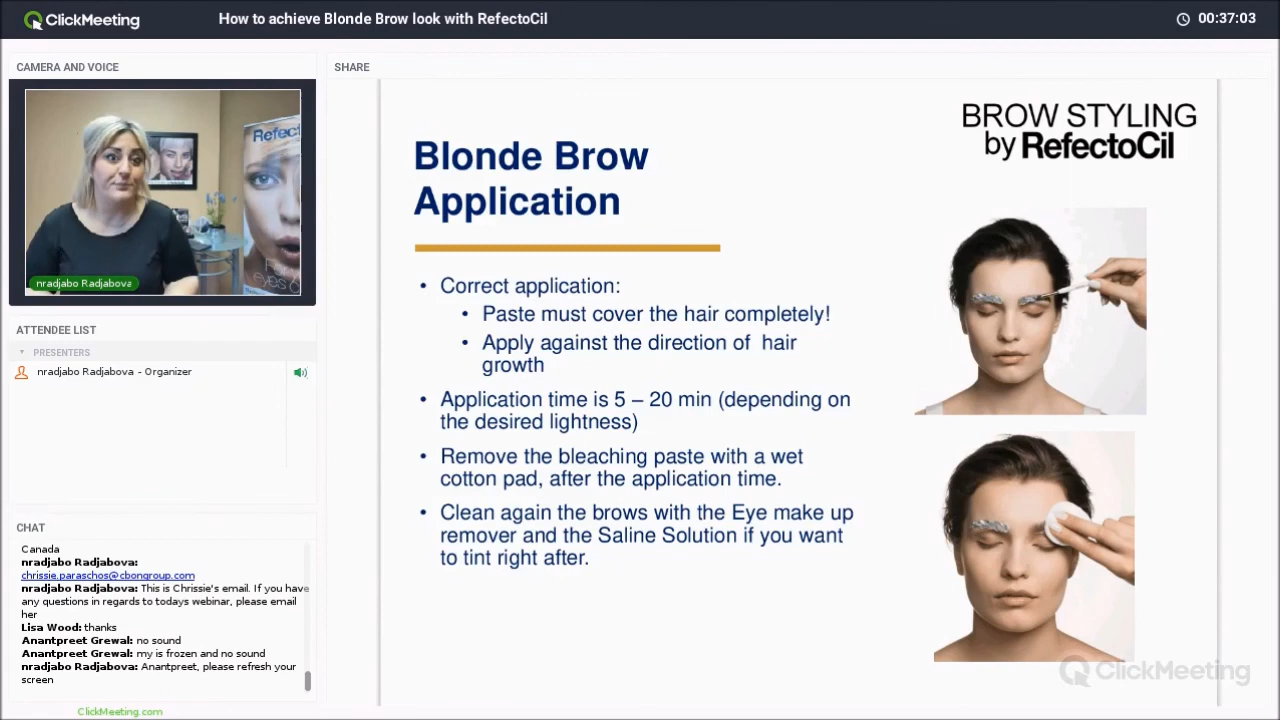 ClickMeeting
How to achieve Blonde Brow look with RefectoCil
00:37:03
CAMERA AND VOICE
SHARE
Refect
nradjabo Radjabova
ATTENDEE LIST
PRESENTERS
nradjabo Radjabova - Organizer
CHAT
Canada
nradjabo Radjabova:
chrissie.paraschos@cbongroup.com
nradjabo Radjabova: This is Chrissie's email. If you have
any questions in regards to todays webinar, please email
her
Lisa Wood: thanks
Anantpreet Grewal: no sound
Anantpreet Grewal: my is frozen and no sound
nradjabo Radjabova: Anantpreet, please refresh your
screen
ClickMeeting.com
BROW STYLING
by RefectoCil
Blonde Brow
Application
• Correct application:
• Paste must cover the hair completely!
• Apply against the direction of hair
growth
• Application time is 5 – 20 min (depending on
the desired lightness)
• Remove the bleaching paste with a wet
cotton pad, after the application time.
• Clean again the brows with the Eye make up
remover and the Saline Solution if you want
to tint right after.
ClickMeeting